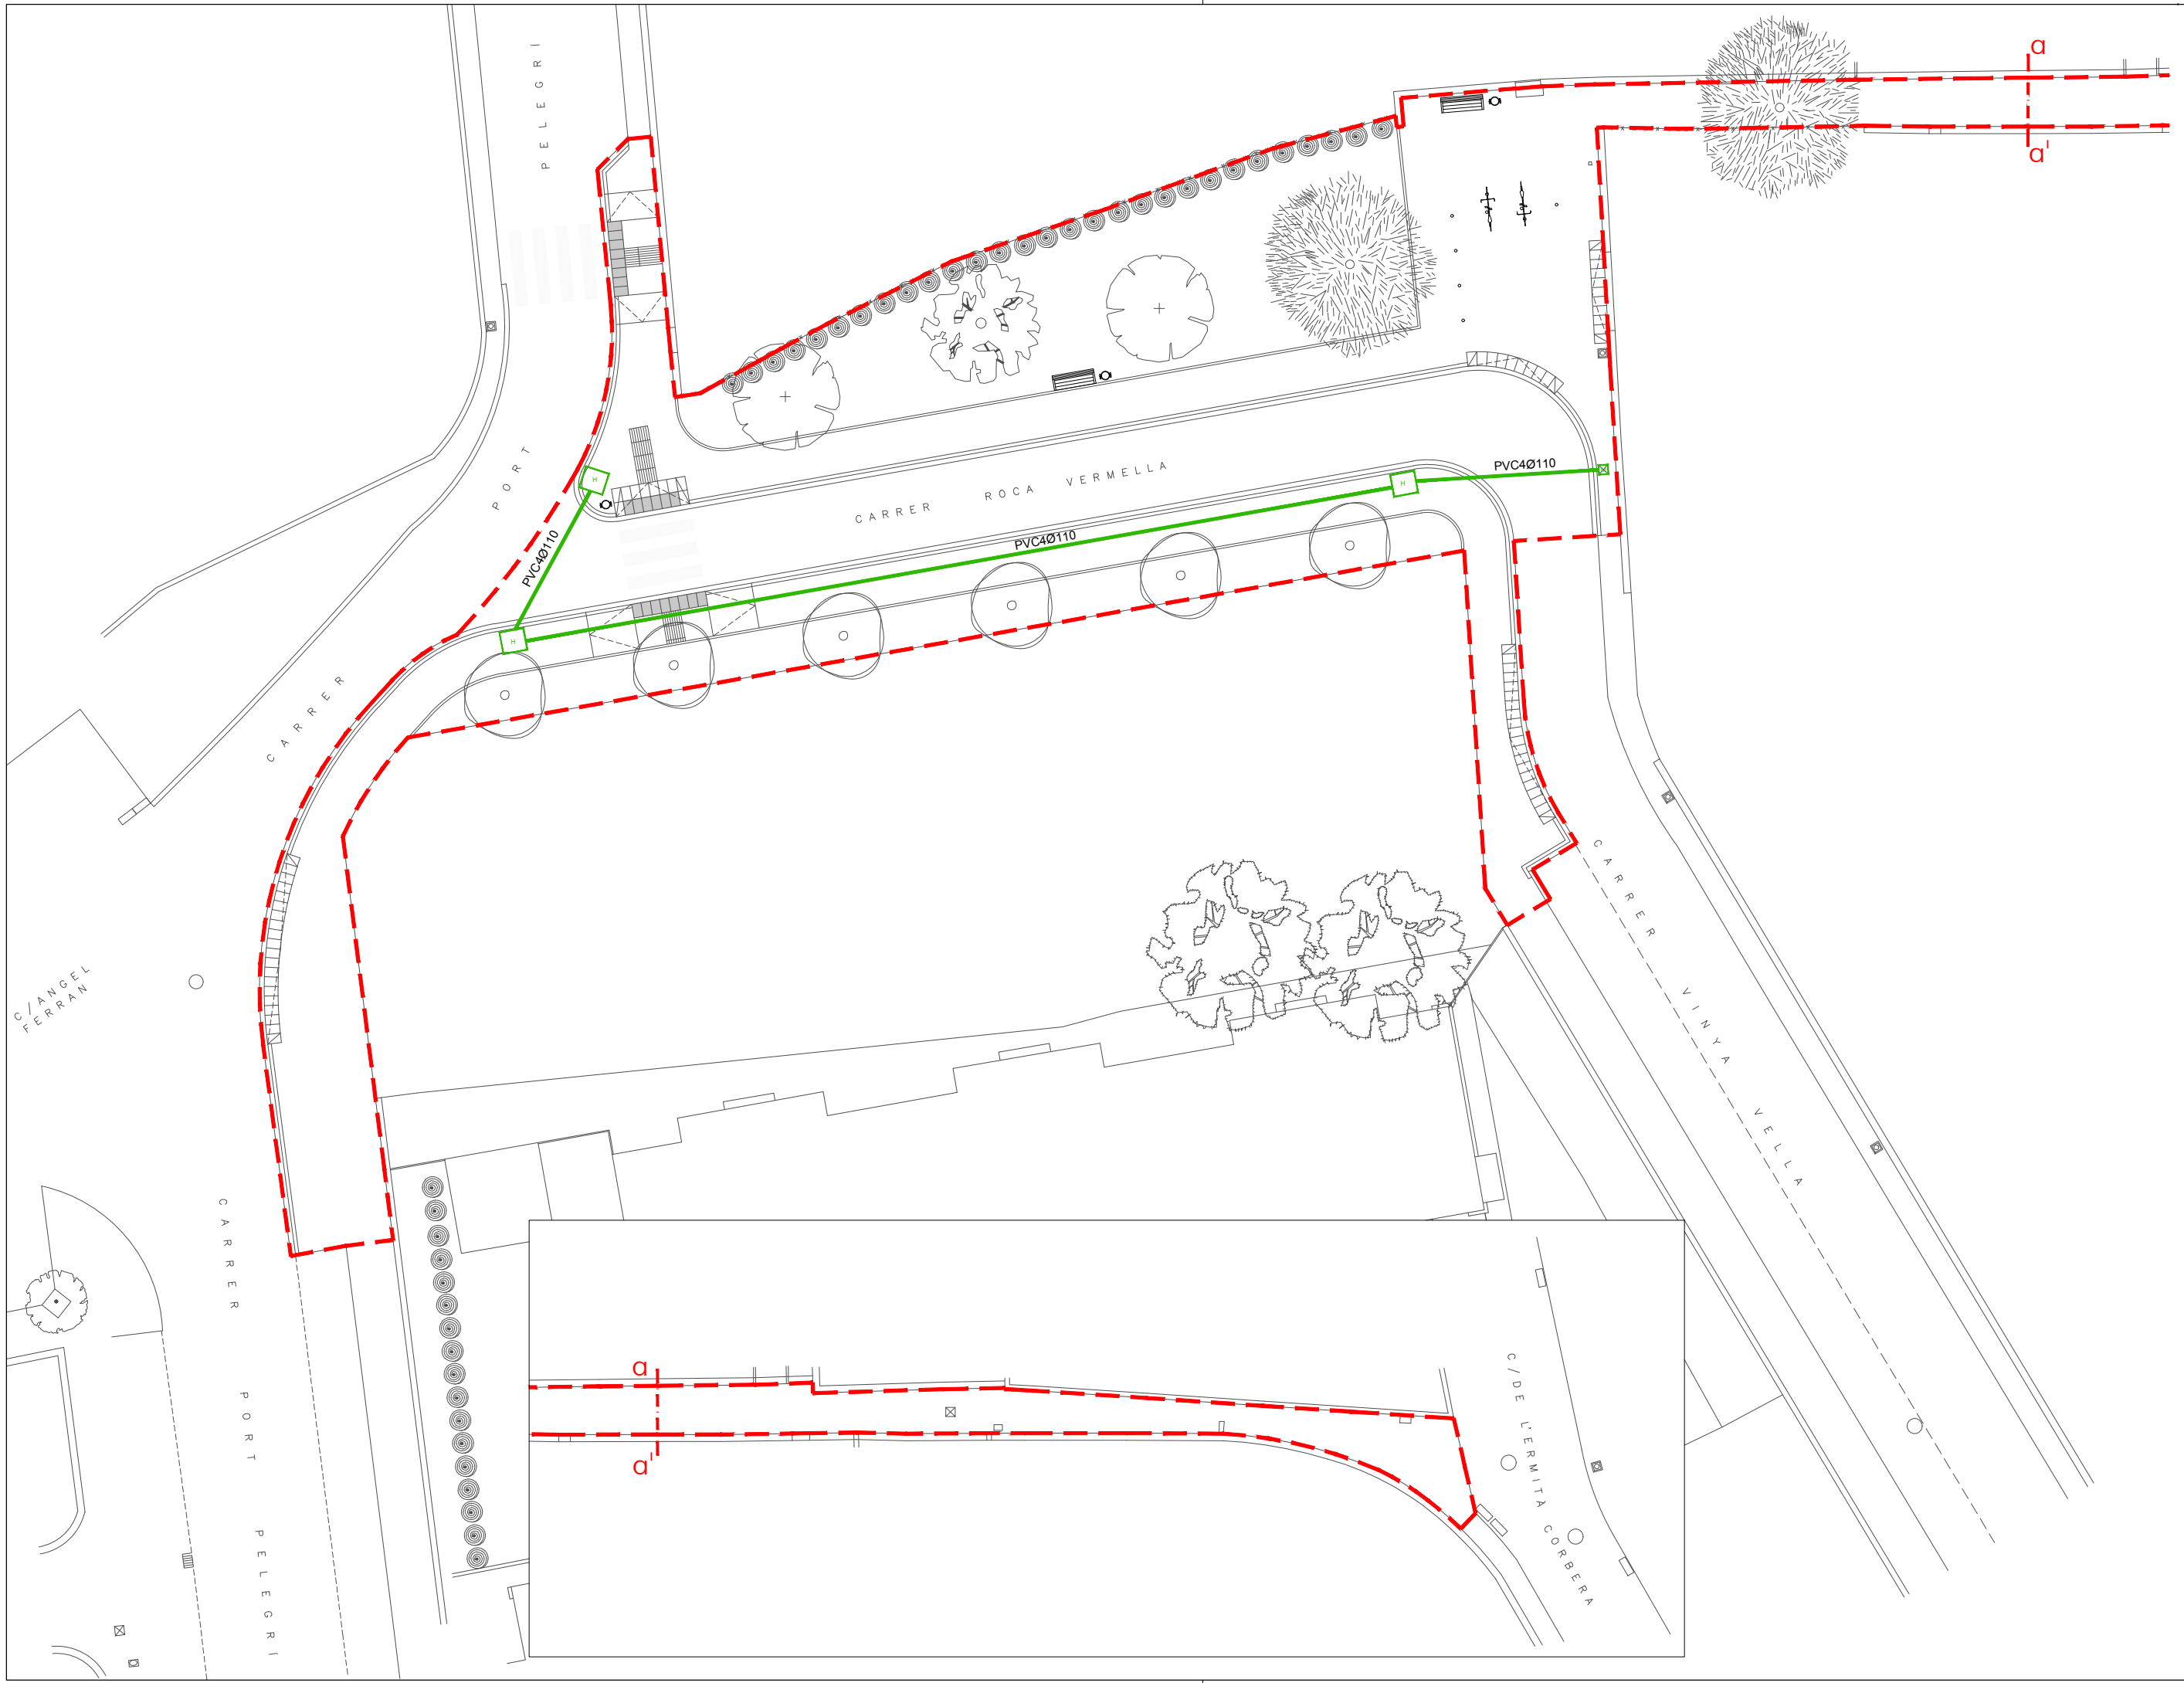 PELEGRI
a
a'
PORT
CARRER ROCA VERMELLA
PVC4Ø110
PVC4Ø110
PVC4Ø110
H
H
H
CARRER
CARRER VINYA VELLA
C/ANGEL
FERRAN
CARRER PORT PELEGRI
a
a'
C/DE L'ERMITÀ CORBERA